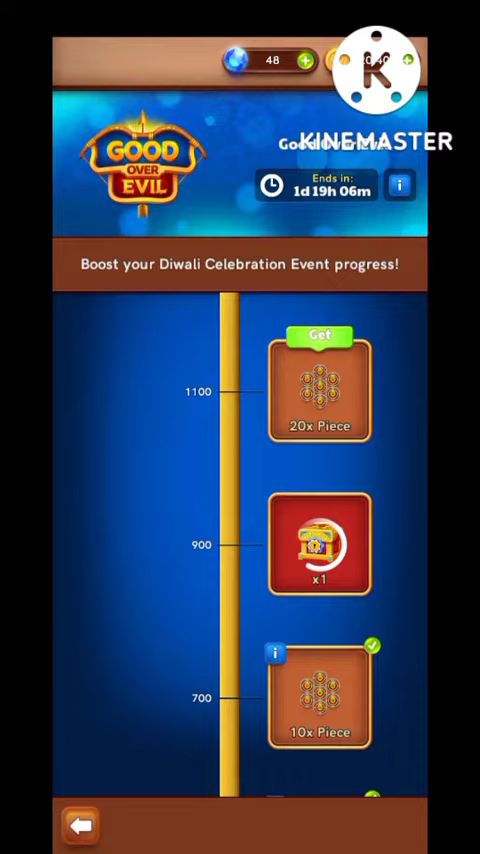 48
K
KINEMASTER
GOOD
OVER
EVIL
Ends in:
1d 19h 06m
i
Boost your Diwali Celebration Event progress!
Get
1100
20x Piece
900
x1
i
700
10x Piece